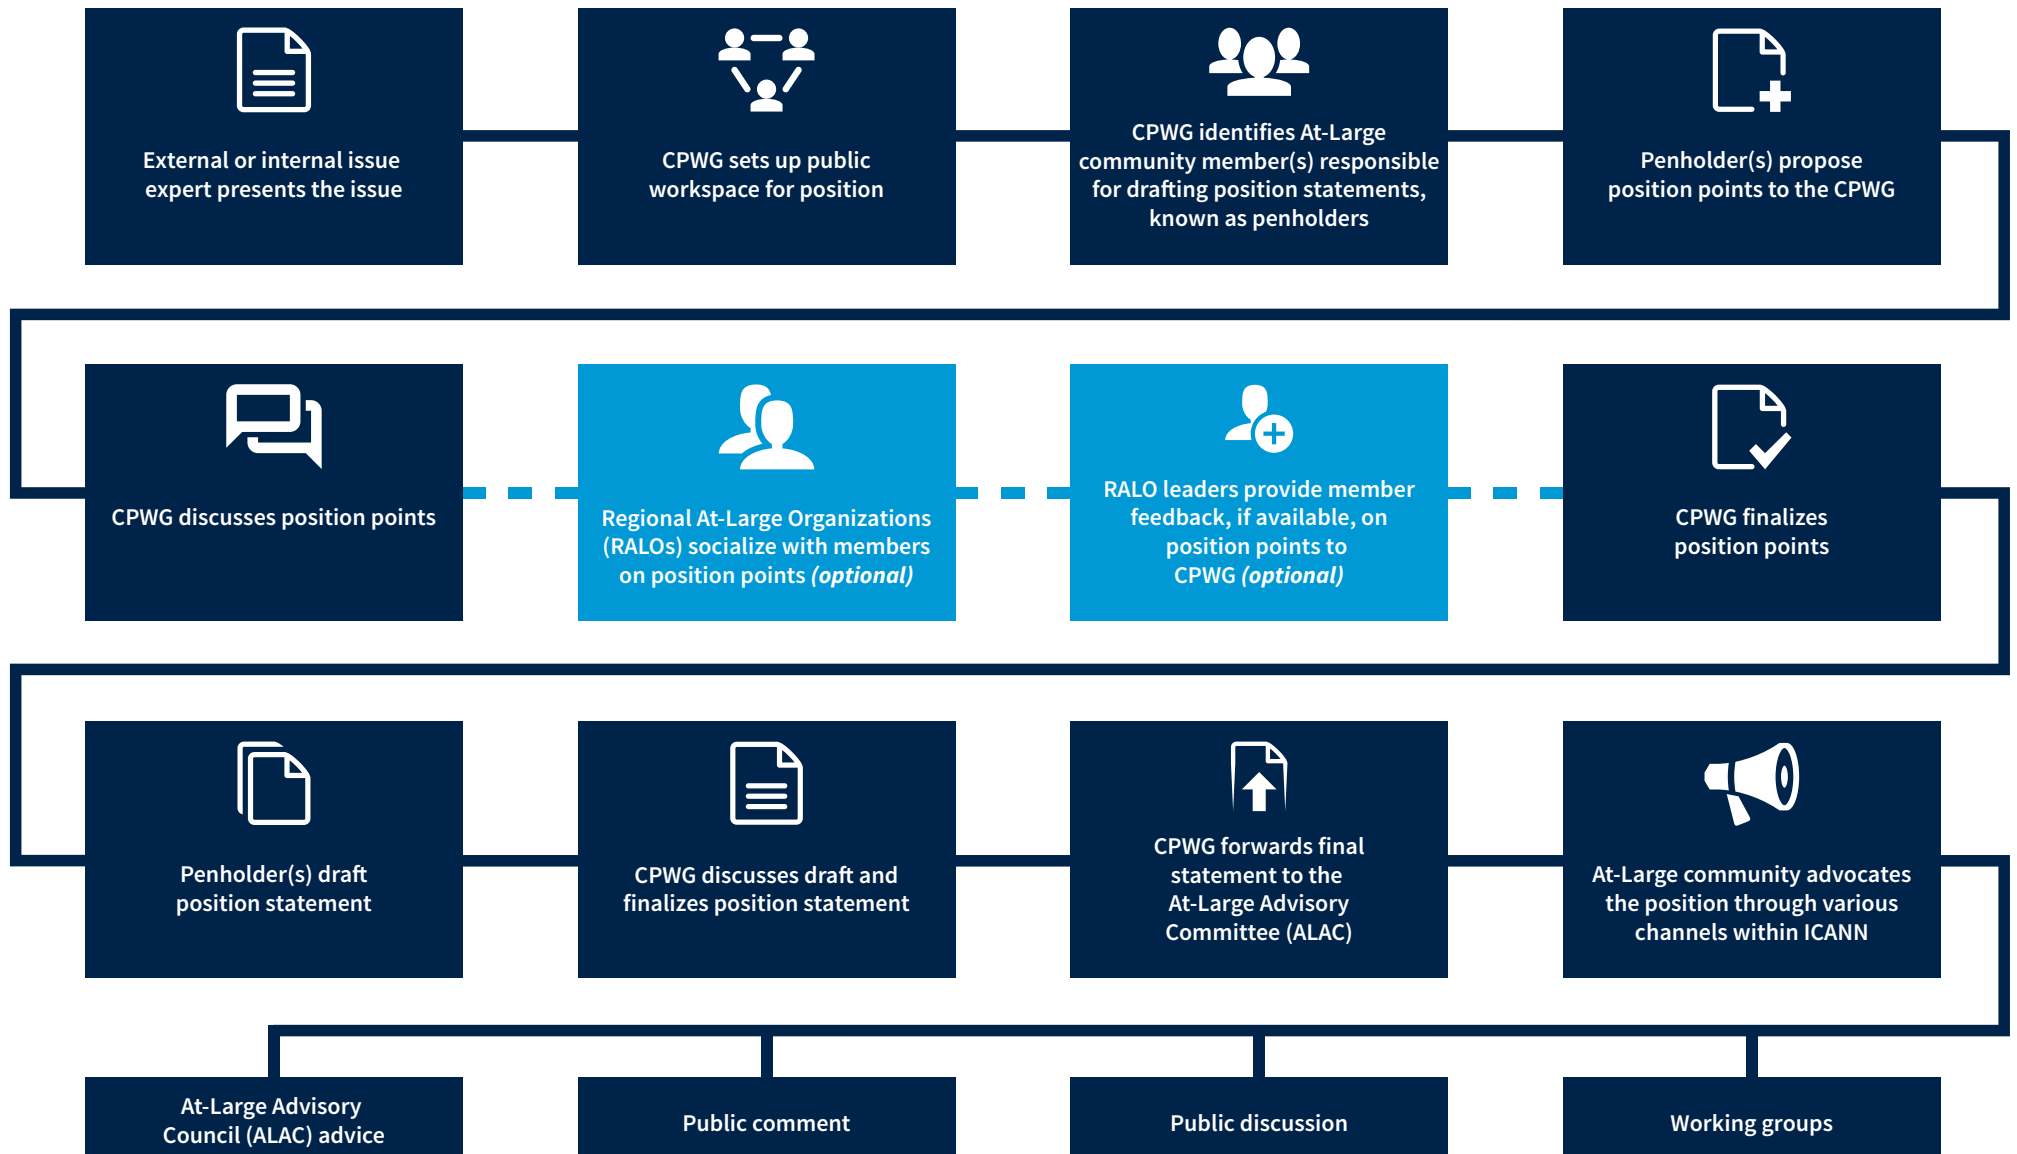 External or internal issue
expert presents the issue
CPWG sets up public
workspace for position
CPWG identifies At-Large
community member(s) responsible
for drafting position statements,
known as penholders
Penholder(s) propose
position points to the CPWG
CPWG discusses position points
Regional At-Large Organizations
(RALOs) socialize with members
on position points (optional)
RALO leaders provide member
feedback, if available, on
position points to
CPWG (optional)
CPWG finalizes
position points
Penholder(s) draft
position statement
CPWG discusses draft and
finalizes position statement
CPWG forwards final
statement to the
At-Large Advisory
Committee (ALAC)
At-Large community advocates
the position through various
channels within ICANN
At-Large Advisory
Council (ALAC) advice
Public comment
Public discussion
Working groups